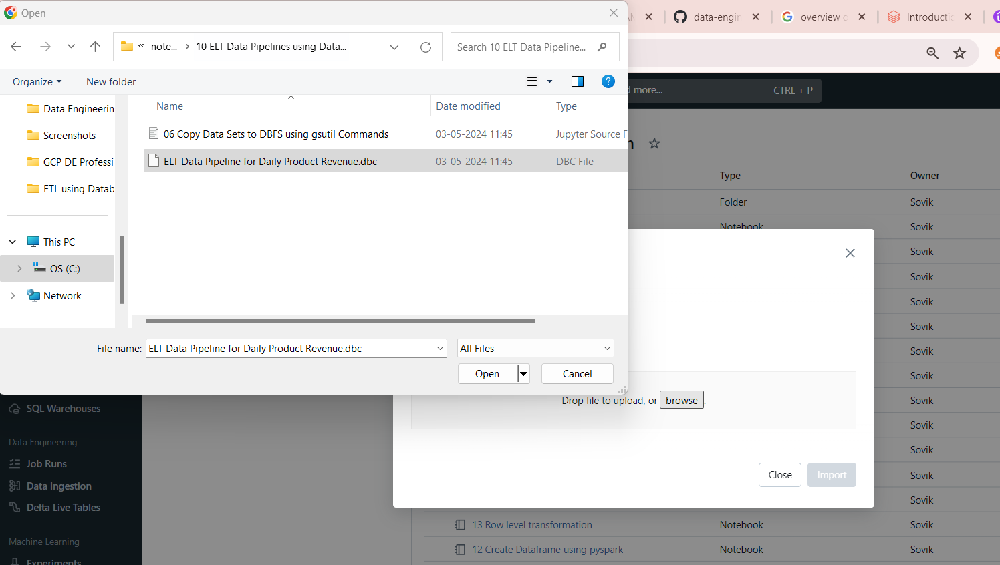 Open
data-engin
overview c
Introductic
note...
10 ELT Data Pipelines using Data...
Search 10 ELT Data Pipeline...
Organize
New folder
d more...
CTRL + P
Name
Date modified
Type
Data Engineerin
Screenshots
GCP DE Professi
ETL using Datab
06 Copy Data Sets to DBFS using gsutil Commands
03-05-2024 11:45
Jupyter Source F
ELT Data Pipeline for Daily Product Revenue.dbc
03-05-2024 11:45
DBC File
n
Type
Owner
Folder
Sovik
Notebook
Sovik
Sovik
Sovik
Sovik
Sovik
Sovik
Sovik
Sovik
Sovik
Sovik
Sovik
Sovik
This PC
OS (C:)
Network
File name:
ELT Data Pipeline for Daily Product Revenue.dbc
All Files
Open
Cancel
Drop file to upload, or browse.
Close
Import
SQL Warehouses
Data Engineering
Job Runs
Data Ingestion
Delta Live Tables
Machine Learning
Experiments
13 Row level transformation
Notebook
Sovik
12 Create Dataframe using pyspark
Notebook
Sovik